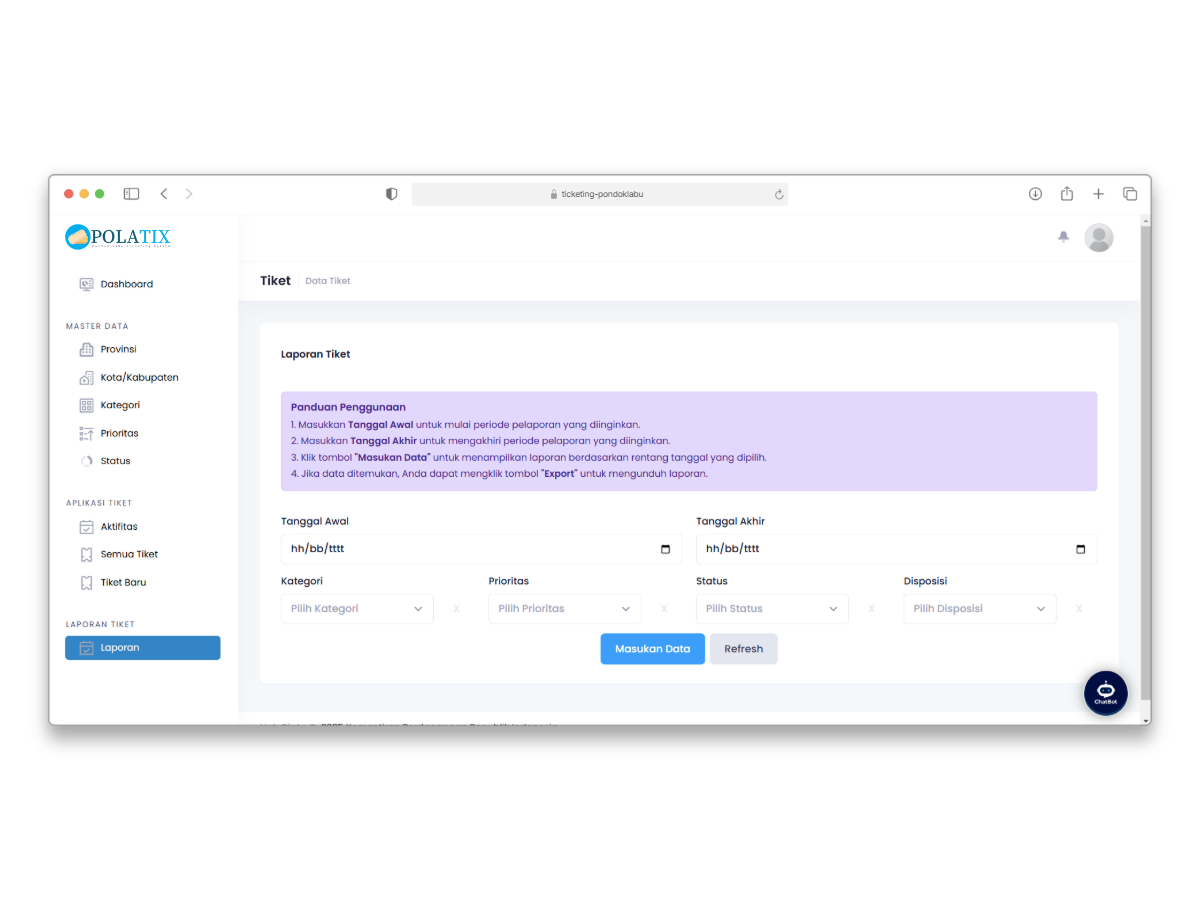 ticketing-pondoklabu
POLATIX
Dashboard
MASTER DATA
Provinsi
Kota/Kabupaten
Kategori
Prioritas
Status
APLIKASI TIKET
Aktifitas
Semua Tiket
Tiket Baru
LAPORAN TIKET
Laporan
Tiket Data Tiket
Laporan Tiket
Panduan Penggunaan
1. Masukkan Tanggal Awal untuk mulai periode pelaporan yang diinginkan.
2. Masukkan Tanggal Akhir untuk mengakhiri periode pelaporan yang diinginkan.
3. Klik tombol "Masukan Data" untuk menampilkan laporan berdasarkan rentang tanggal yang dipilih.
4. Jika data ditemukan, Anda dapat mengklik tombol "Export" untuk mengunduh laporan.
Tanggal Awal Tanggal Akhir
hh/bb/tttt hh/bb/tttt
Kategori Prioritas Status Disposisi
Pilih Kategori X Pilih Prioritas X Pilih Status X Pilih Disposisi X
Masukan Data Refresh
ChatBot